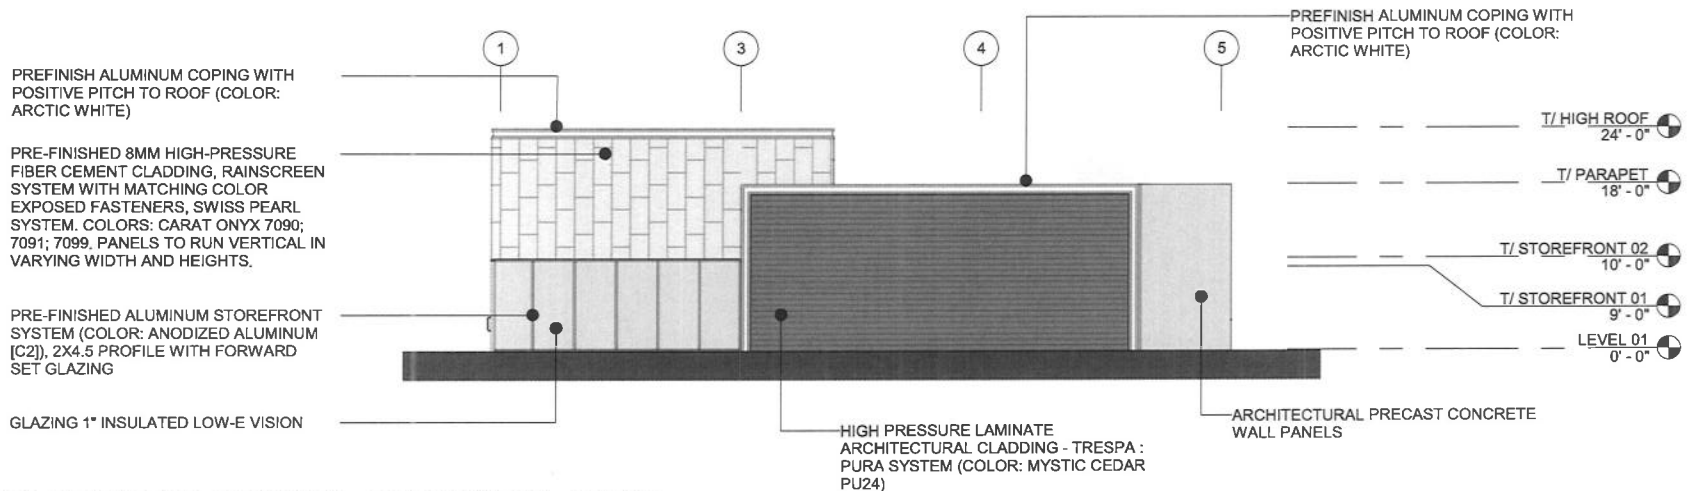 PREFINISH ALUMINUM COPING WITH
POSITIVE PITCH TO ROOF (COLOR:
ARCTIC WHITE)
PRE-FINISHED 8MM HIGH-PRESSURE
FIBER CEMENT CLADDING, RAINSCREEN
SYSTEM WITH MATCHING COLOR
EXPOSED FASTENERS, SWISS PEARL
SYSTEM. COLORS: CARAT ONYX 7090;
7091; 7099. PANELS TO RUN VERTICAL IN
VARYING WIDTH AND HEIGHTS.
PRE-FINISHED ALUMINUM STOREFRONT
SYSTEM (COLOR: ANODIZED ALUMINUM
[C2]), 2X4.5 PROFILE WITH FORWARD
SET GLAZING
GLAZING 1" INSULATED LOW-E VISION
1
3
4
5
PREFINISH ALUMINUM COPING WITH
POSITIVE PITCH TO ROOF (COLOR:
ARCTIC WHITE)
T/ HIGH ROOF
24' - 0"
T/ PARAPET
18' - 0"
T/ STOREFRONT 02
10' - 0"
T/ STOREFRONT 01
9' - 0"
LEVEL 01
0' - 0"
HIGH PRESSURE LAMINATE
ARCHITECTURAL CLADDING - TRESPA :
PURA SYSTEM (COLOR: MYSTIC CEDAR
PU24)
ARCHITECTURAL PRECAST CONCRETE
WALL PANELS